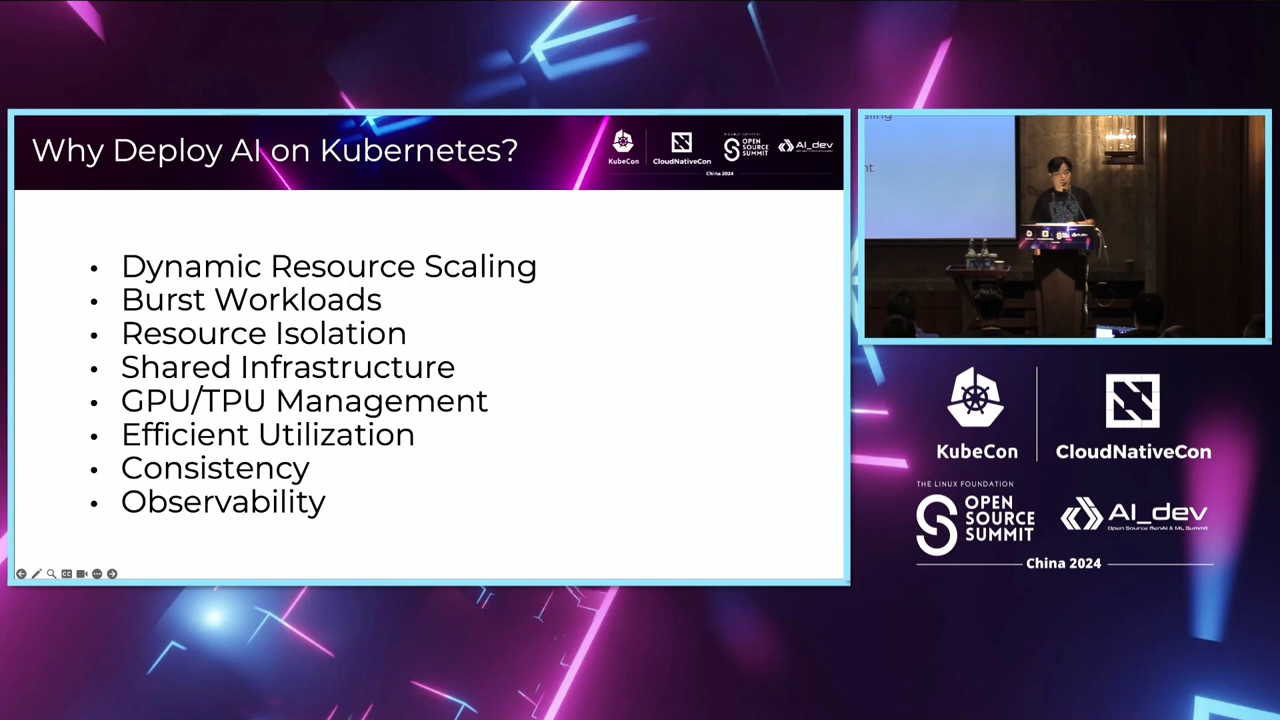 Why Deploy AI on Kubernetes?
KubeCon
CloudNativeCon
OPEN
SOURCE
SUMMIT
AI_dev
China 2024
• Dynamic Resource Scaling
• Burst Workloads
• Resource Isolation
• Shared Infrastructure
• GPU/TPU Management
• Efficient Utilization
• Consistency
• Observability
KubeCon
CloudNativeCon
THE LINUX FOUNDATION
OPEN
SOURCE
SUMMIT
AI_dev
Open Source GenAI & ML Summit
China 2024